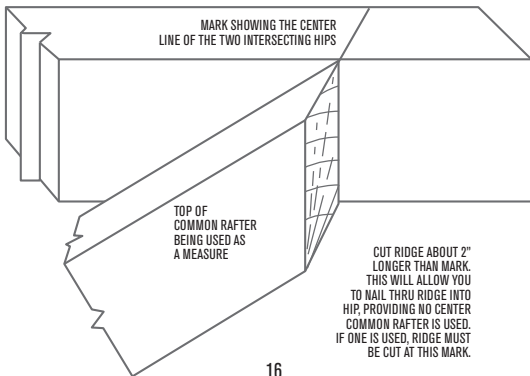 MARK SHOWING THE CENTER
LINE OF THE TWO INTERSECTING HIPS
TOP OF
COMMON RAFTER
BEING USED AS
A MEASURE
CUT RIDGE ABOUT 2"
LONGER THAN MARK.
THIS WILL ALLOW YOU
TO NAIL THRU RIDGE INTO
HIP, PROVIDING NO CENTER
COMMON RAFTER IS USED.
IF ONE IS USED, RIDGE MUST
BE CUT AT THIS MARK.
16